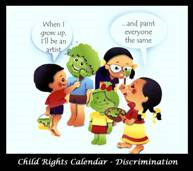 When I
grow up,
I'll be an
artist
...and paint
everyone
the same
Child Rights Calendar - Discrimination